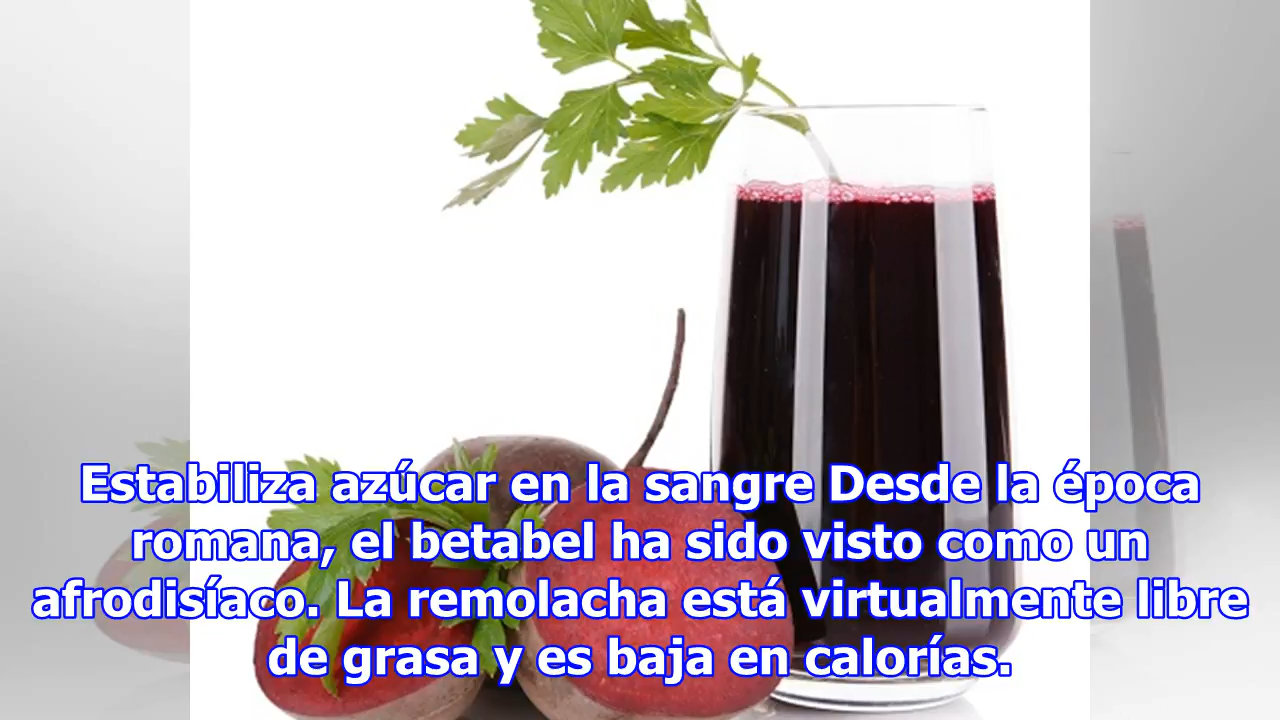 Estabiliza azúcar en la sangre Desde la época
romana, el betabel ha sido visto como un
afrodisíaco. La remolacha está virtualmente libre
de grasa y es baja en calorías.